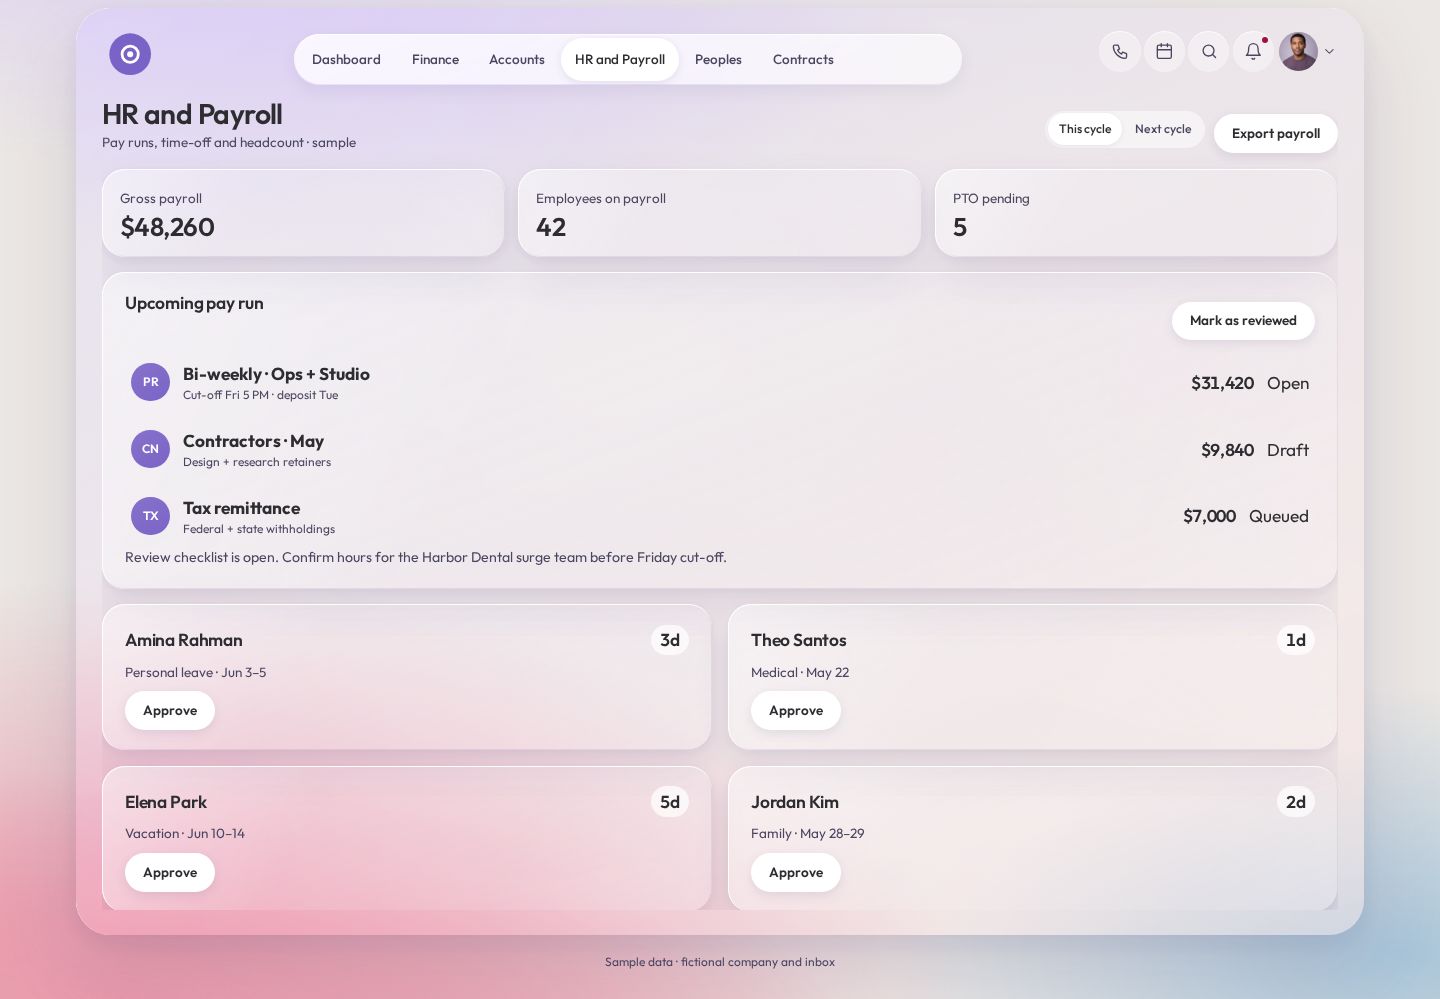 Dashboard
Finance
Accounts
HR and Payroll
Peoples
Contracts
HR and Payroll
Pay runs, time-off and headcount · sample
This cycle
Next cycle
Export payroll
Gross payroll
$48,260
Employees on payroll
42
PTO pending
5
Upcoming pay run
Mark as reviewed
PR
Bi-weekly · Ops + Studio
Cut-off Fri 5 PM · deposit Tue
$31,420 Open
CN
Contractors · May
Design + research retainers
$9,840 Draft
TX
Tax remittance
Federal + state withholdings
$7,000 Queued
Review checklist is open. Confirm hours for the Harbor Dental surge team before Friday cut-off.
Amina Rahman
3d
Personal leave · Jun 3–5
Approve
Theo Santos
1d
Medical · May 22
Approve
Elena Park
5d
Vacation · Jun 10–14
Approve
Jordan Kim
2d
Family · May 28–29
Approve
Sample data · fictional company and inbox